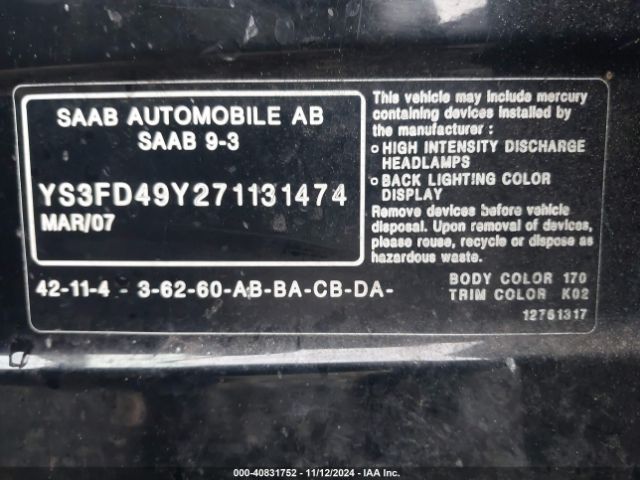 SAAB AUTOMOBILE AB
SAAB 9-3
YS3FD49Y271131474
MAR/07
This vehicle may include mercury
containing devices installed by
the manufacturer :
o HIGH INTENSITY DISCHARGE
HEADLAMPS
o BACK LIGHTING COLOR
DISPLAY
Remove devices before vehicle
disposal. Upon removal of devices,
please reuse, recycle or dispose as
hazardous waste.
42-11-4 - 3-62-60-AB-BA-CB-DA-
BODY COLOR 170
TRIM COLOR K02
12761317
000-40831752 - 11/12/2024 - IAA Inc.